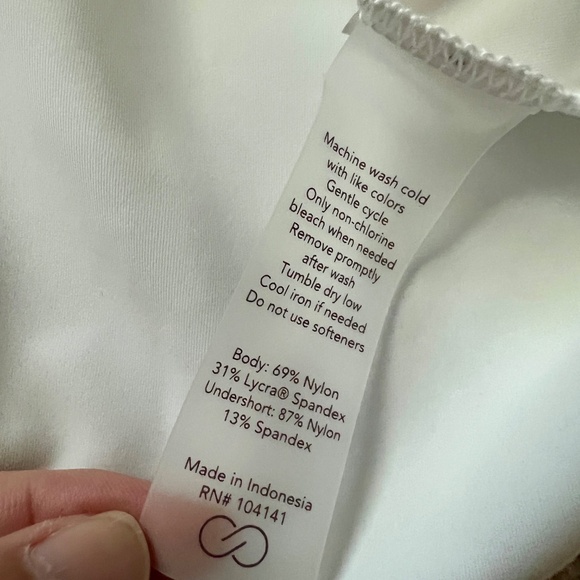 Machine wash cold
with like colors
Gentle cycle
Only non-chlorine
bleach when needed
Remove promptly
after wash
Tumble dry low
Cool iron if needed
Do not use softeners
Body: 69% Nylon
31% Lycra® Spandex
Undershort: 87% Nylon
13% Spandex
Made in Indonesia
RN# 104141